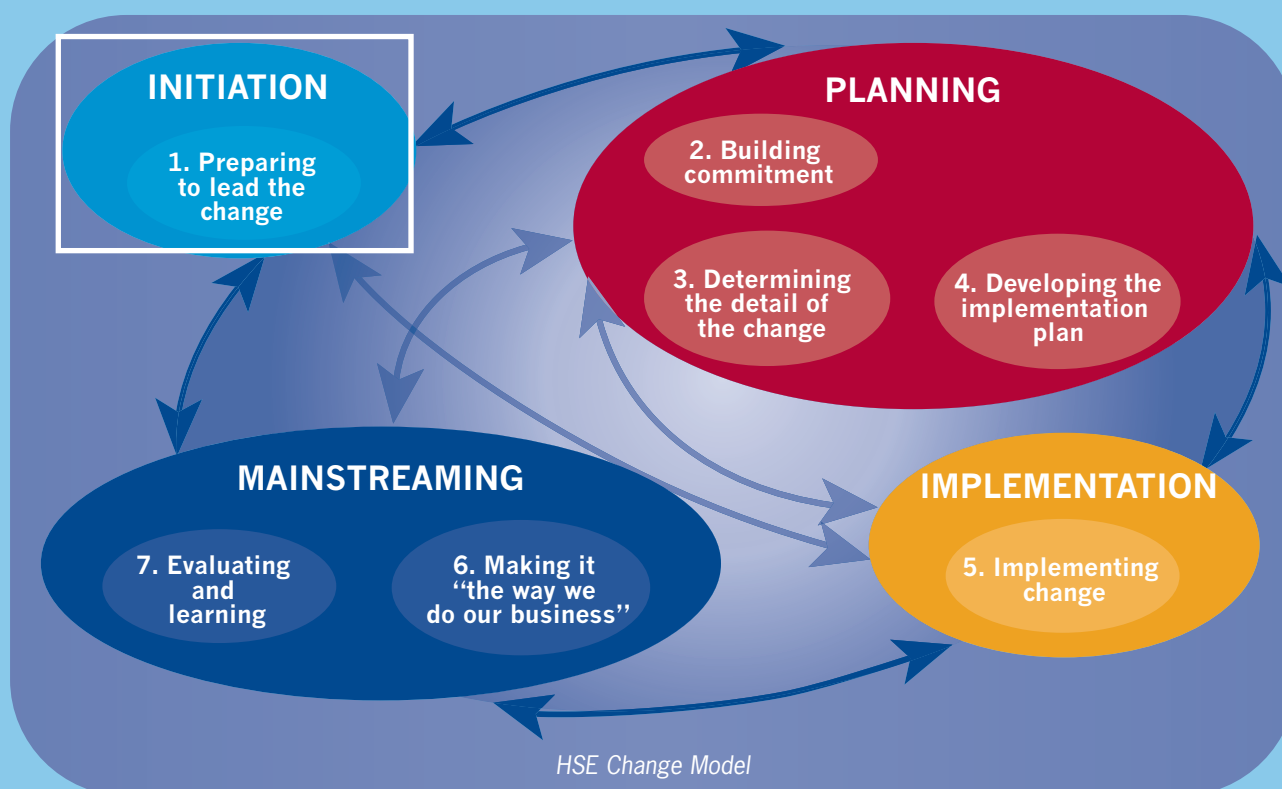 INITIATION
1. Preparing
to lead the
change
PLANNING
2. Building
commitment
3. Determining
the detail of
the change
4. Developing the
implementation
plan
MAINSTREAMING
7. Evaluating
and
learning
6. Making it
“the way we
do our business”
IMPLEMENTATION
5. Implementing
change
HSE Change Model